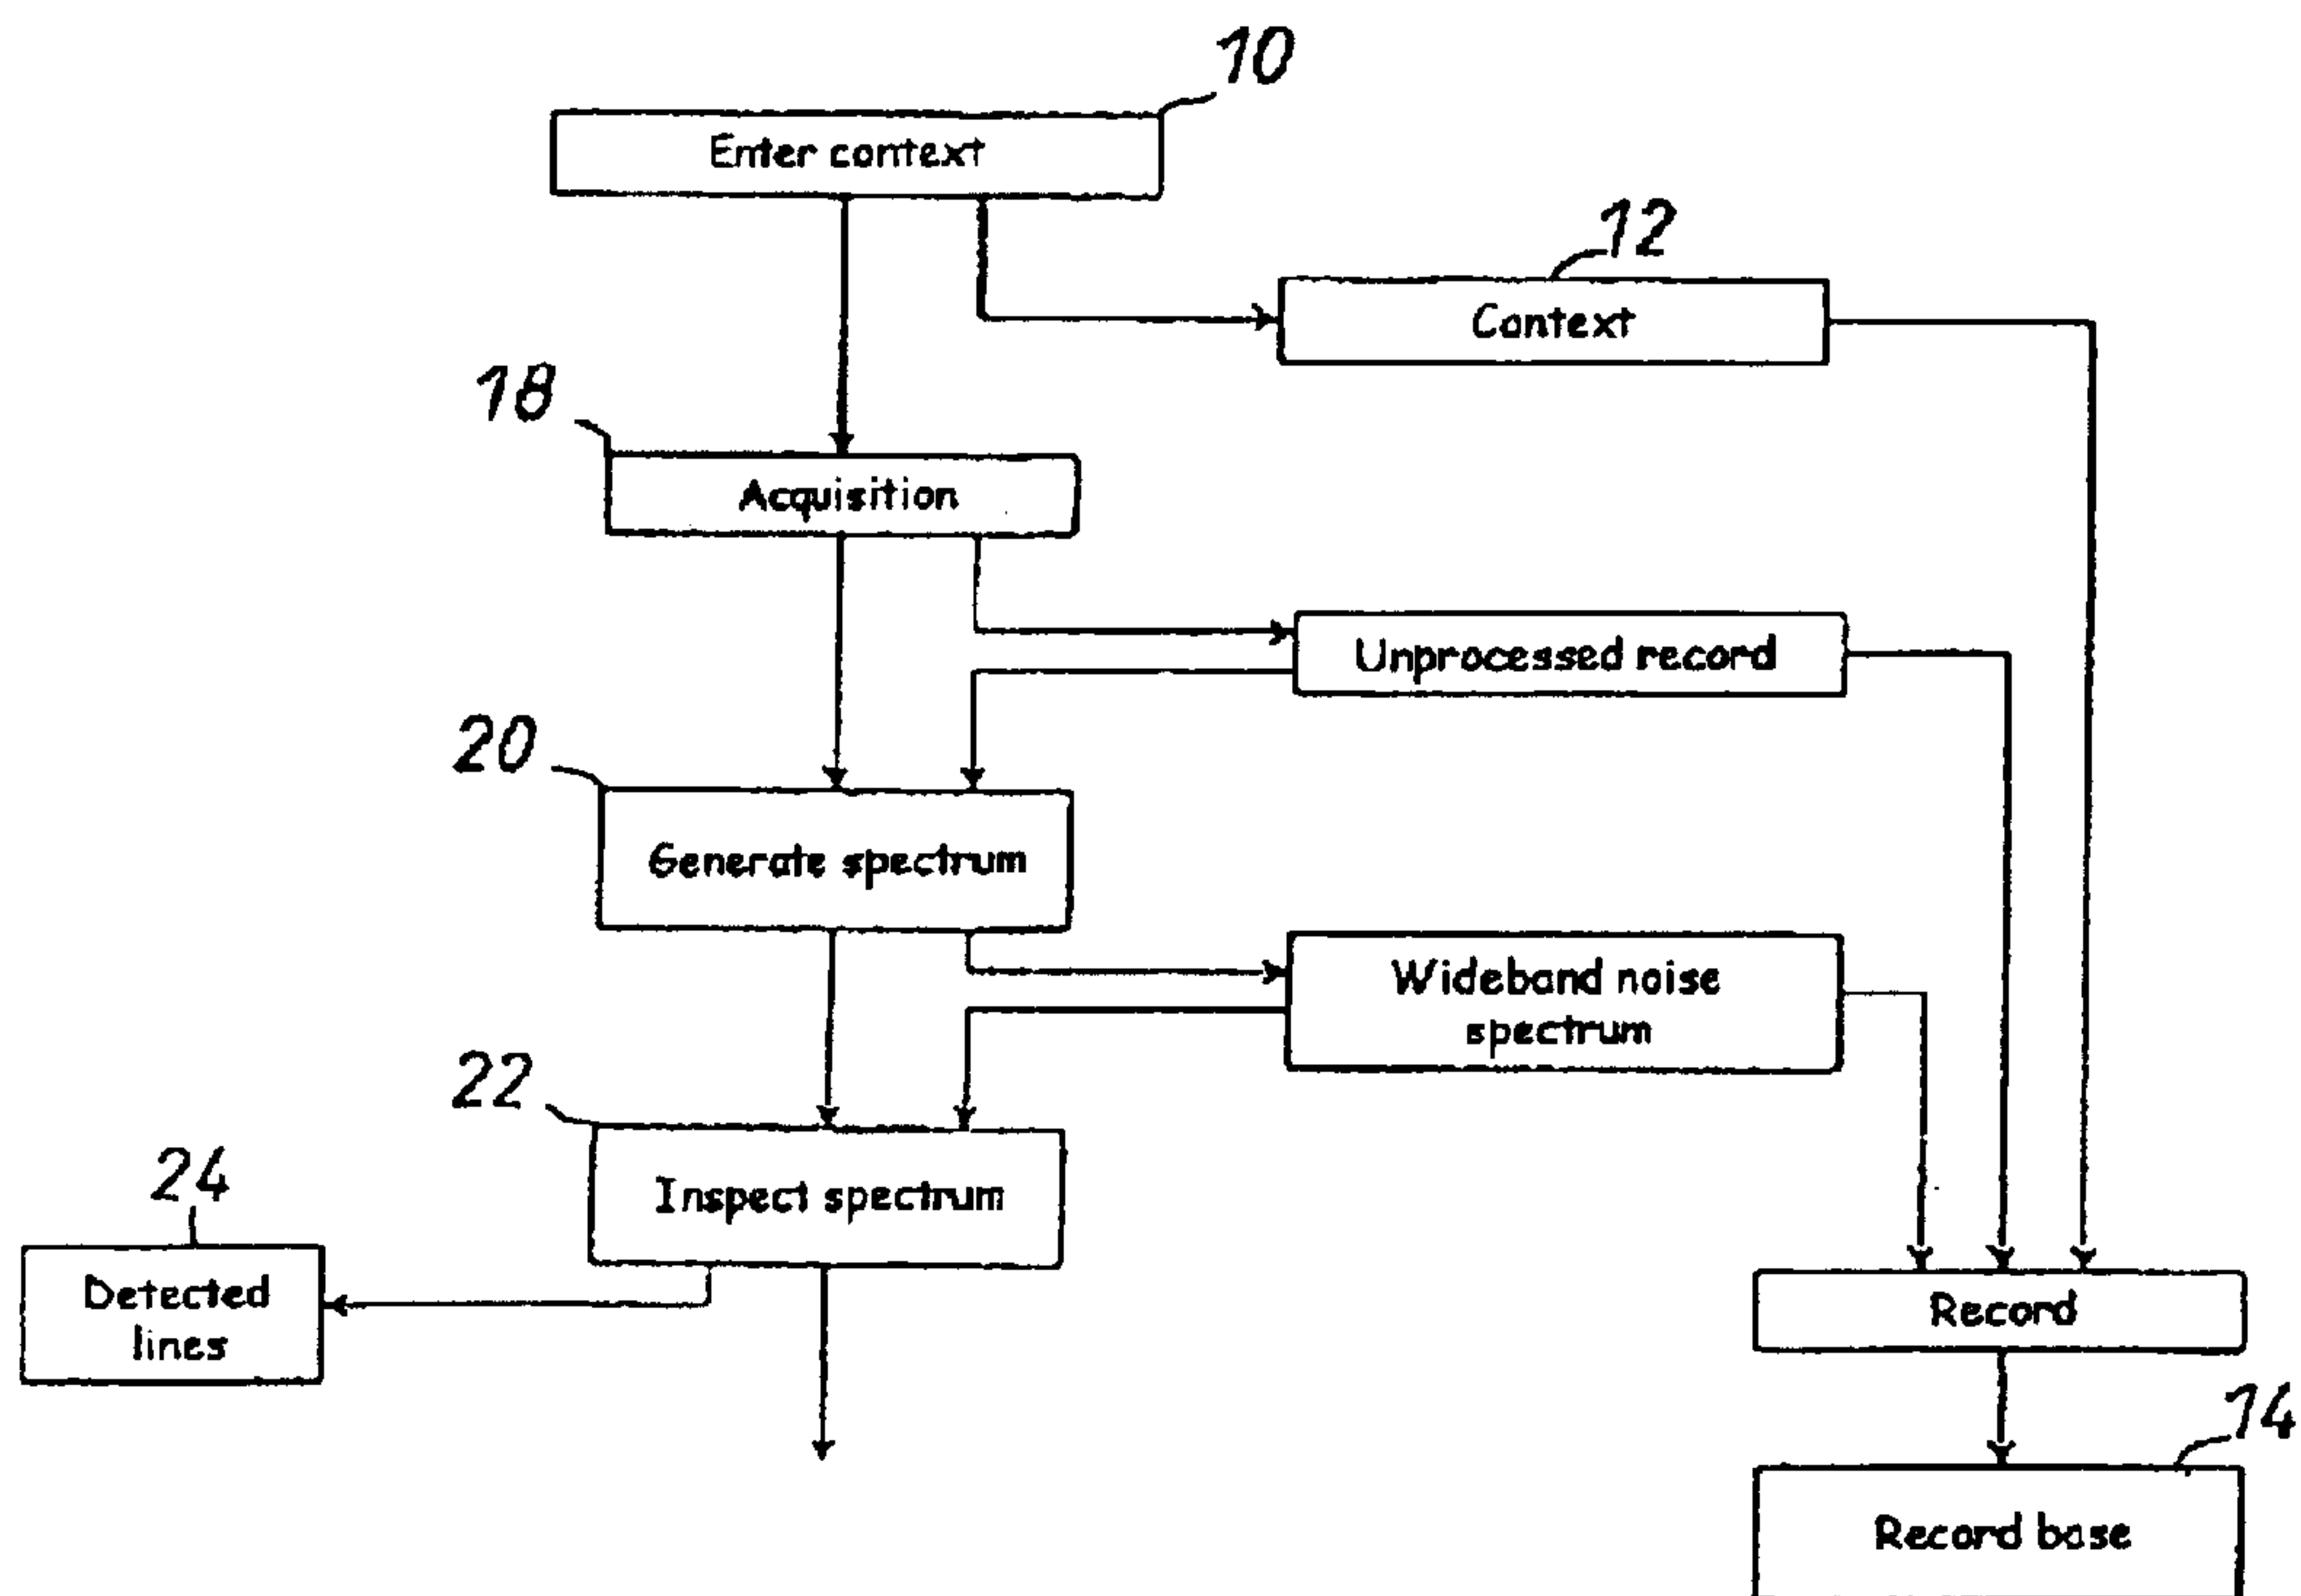 10
Enter context
12
Context
18
Acquisition
Unprocessed record
20
Generate spectrum
Wideband noise
spectrum
22
Inspect spectrum
24
Detected
lines
Record
14
Record base